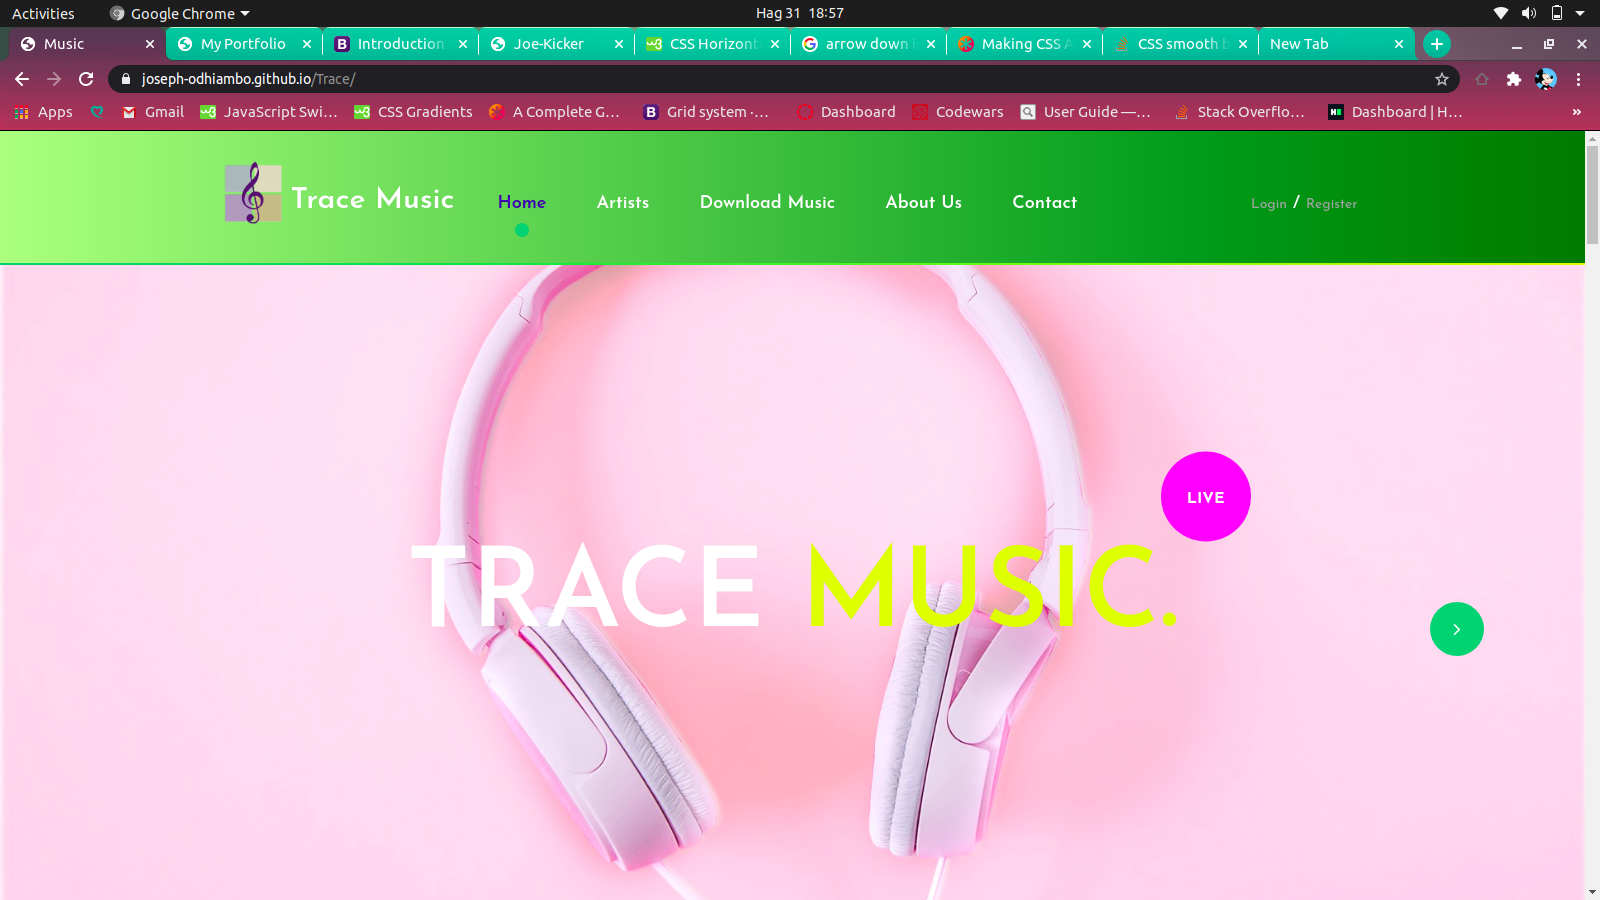 Activities Google Chrome Hag 31 18:57
Music My Portfolio Introduction Joe-Kicker CSS Horizont arrow down i Making CSS A CSS smooth b New Tab
joseph-odhiambo.github.io/Trace/
Apps Gmail JavaScript Swi... CSS Gradients A Complete G... Grid system ·... Dashboard Codewars User Guide —... Stack Overflo... Dashboard | H... »
Trace Music Home Artists Download Music About Us Contact Login / Register
LIVE
TRACE MUSIC.